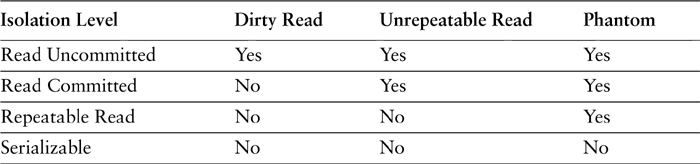 Isolation Level Dirty Read Unrepeatable Read Phantom
Read Uncommitted Yes Yes Yes
Read Committed No Yes Yes
Repeatable Read No No Yes
Serializable No No No